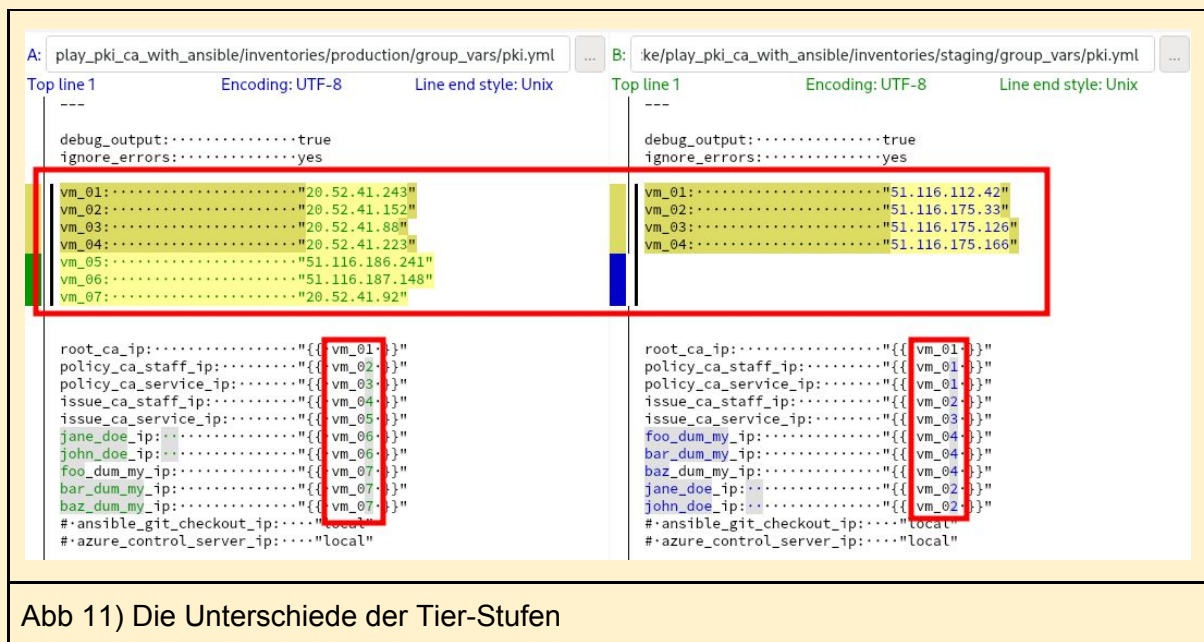 A: play_pki_ca_with_ansible/inventories/production/group_vars/pki.yml ...
Top line 1 Encoding: UTF-8 Line end style: Unix
---
debug_output:···············true
ignore_errors:··············yes
vm_01:······················"20.52.41.243"
vm_02:······················"20.52.41.152"
vm_03:······················"20.52.41.88"
vm_04:······················"20.52.41.223"
vm_05:······················"51.116.186.241"
vm_06:······················"51.116.187.148"
vm_07:······················"20.52.41.92"
root_ca_ip:·················"{{·vm_01·}}"
policy_ca_staff_ip:·········"{{·vm_02·}}"
policy_ca_service_ip:·······"{{·vm_03·}}"
issue_ca_staff_ip:··········"{{·vm_04·}}"
issue_ca_service_ip:········"{{·vm_05·}}"
jane_doe_ip:················"{{·vm_06·}}"
john_doe_ip:················"{{·vm_06·}}"
foo_dum_my_ip:··············"{{·vm_07·}}"
bar_dum_my_ip:··············"{{·vm_07·}}"
baz_dum_my_ip:··············"{{·vm_07·}}"
#·ansible_git_checkout_ip:····"local"
#·azure_control_server_ip:····"local"
B: :ke/play_pki_ca_with_ansible/inventories/staging/group_vars/pki.yml ...
Top line 1 Encoding: UTF-8 Line end style: Unix
---
debug_output:···············true
ignore_errors:··············yes
vm_01:······················"51.116.112.42"
vm_02:······················"51.116.175.33"
vm_03:······················"51.116.175.126"
vm_04:······················"51.116.175.166"
root_ca_ip:·················"{{·vm_01·}}"
policy_ca_staff_ip:·········"{{·vm_01·}}"
policy_ca_service_ip:·······"{{·vm_01·}}"
issue_ca_staff_ip:··········"{{·vm_02·}}"
issue_ca_service_ip:········"{{·vm_03·}}"
foo_dum_my_ip:··············"{{·vm_04·}}"
bar_dum_my_ip:··············"{{·vm_04·}}"
baz_dum_my_ip:··············"{{·vm_04·}}"
jane_doe_ip:················"{{·vm_02·}}"
john_doe_ip:················"{{·vm_02·}}"
#·ansible_git_checkout_ip:····"local"
#·azure_control_server_ip:····"local"
Abb 11) Die Unterschiede der Tier-Stufen